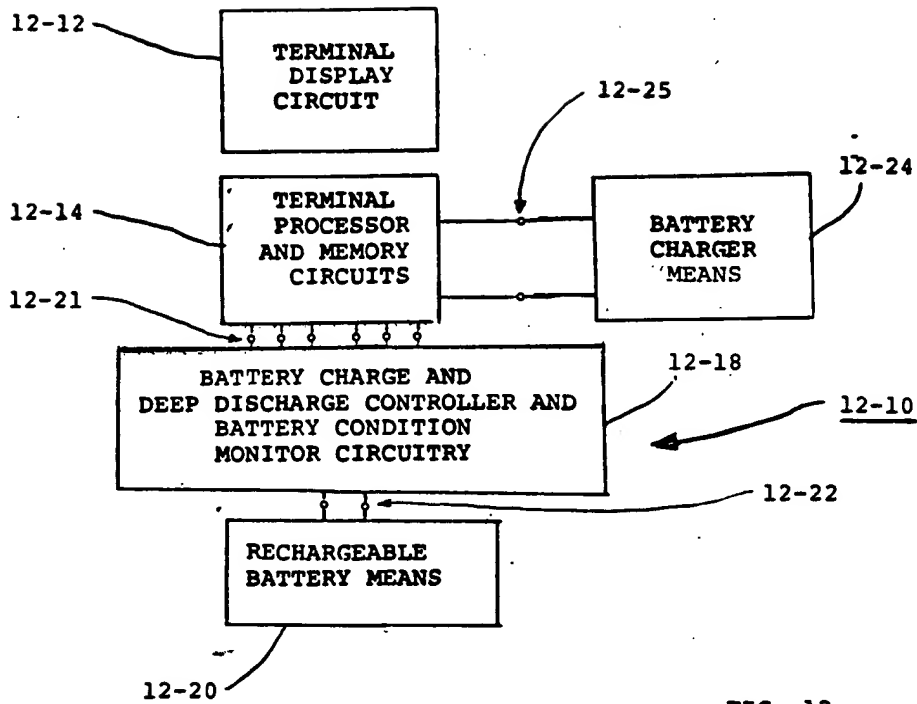 12-12
TERMINAL
DISPLAY
CIRCUIT
12-25
12-24
12-14
TERMINAL
PROCESSOR
AND MEMORY
CIRCUITS
BATTERY
CHARGER
MEANS
12-21
BATTERY CHARGE AND
DEEP DISCHARGE CONTROLLER AND
BATTERY CONDITION
MONITOR CIRCUITRY
12-18
12-10
12-22
RECHARGEABLE
BATTERY MEANS
12-20